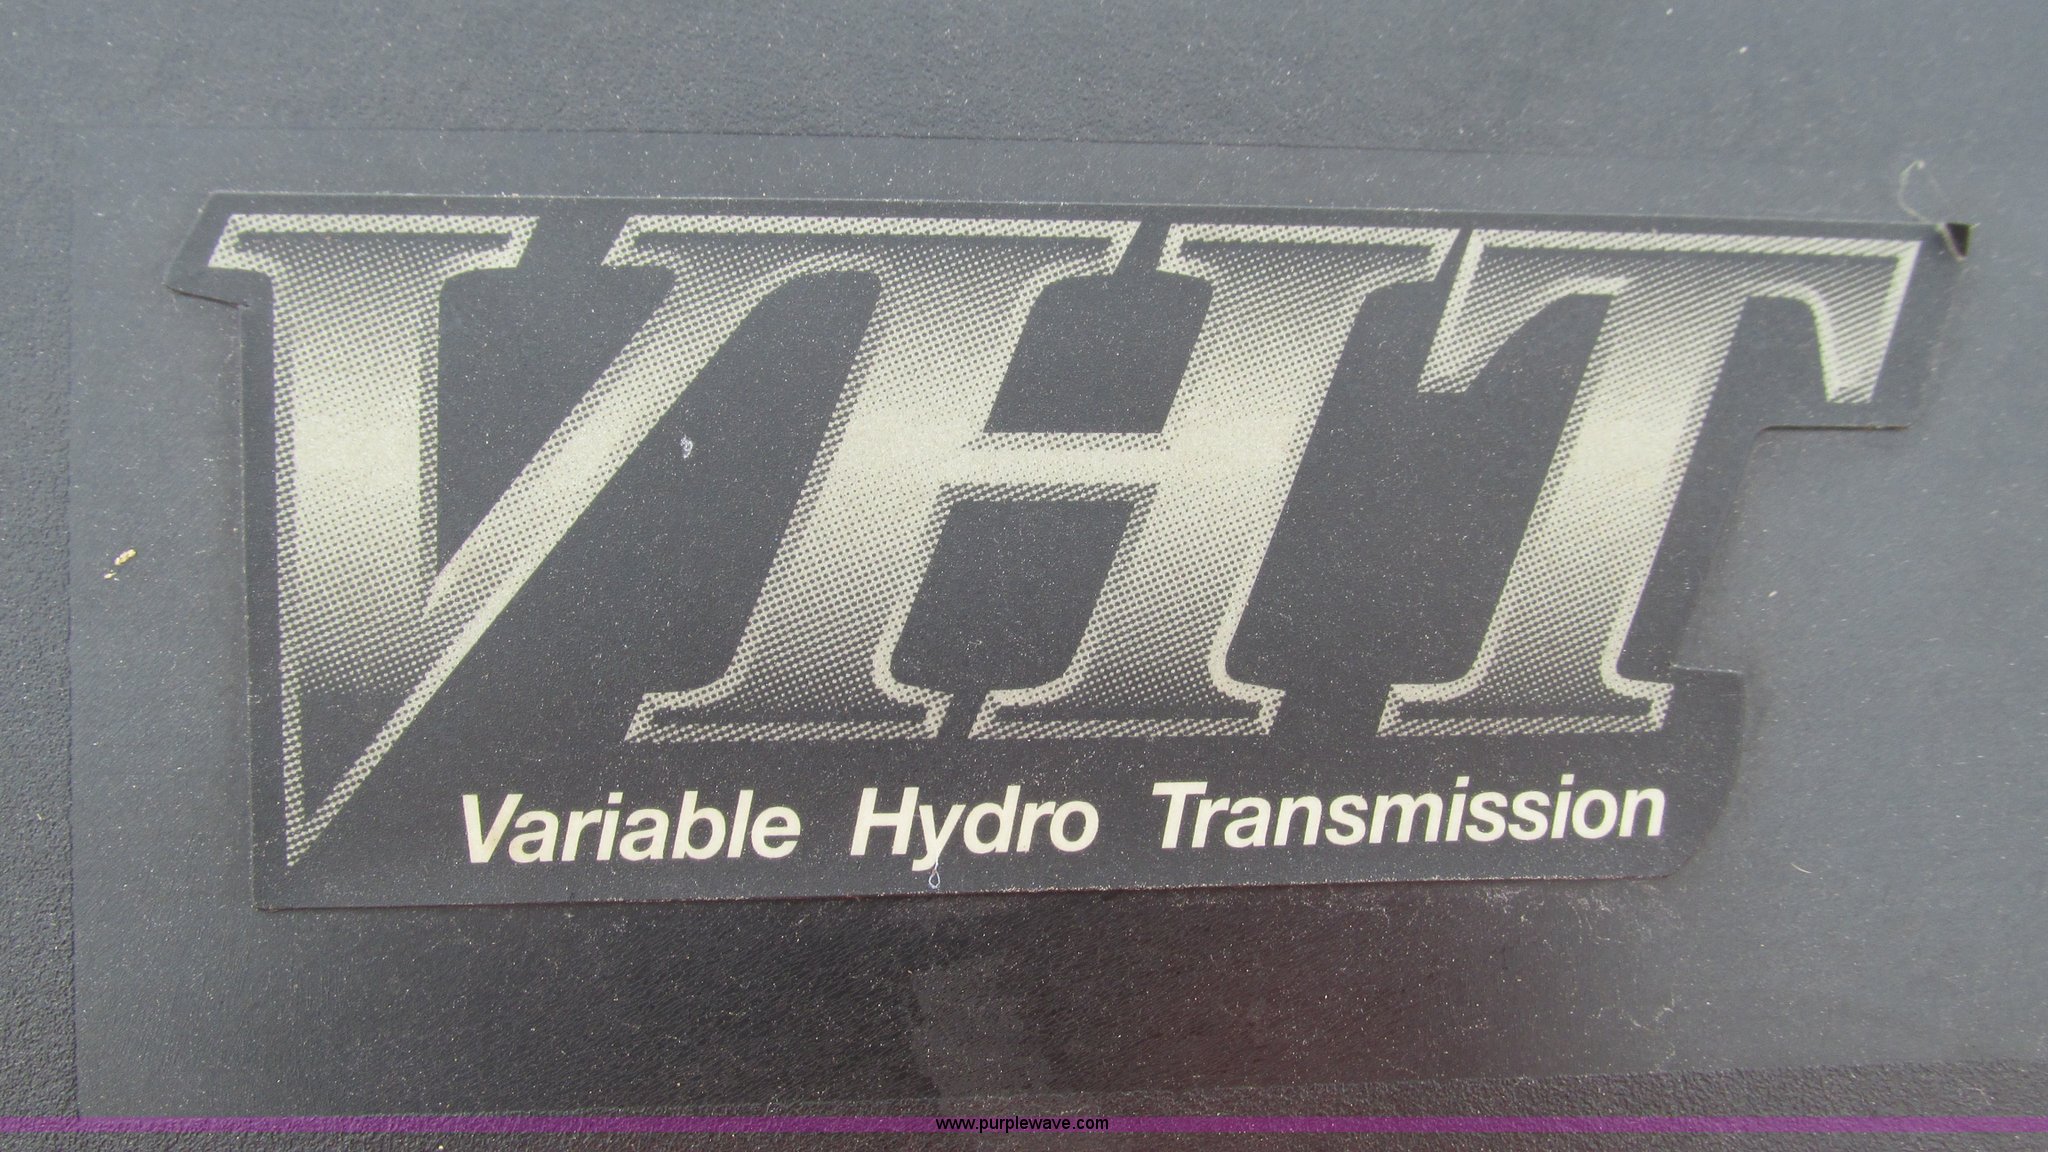 VHT
Variable Hydro Transmission
www.purplewave.com